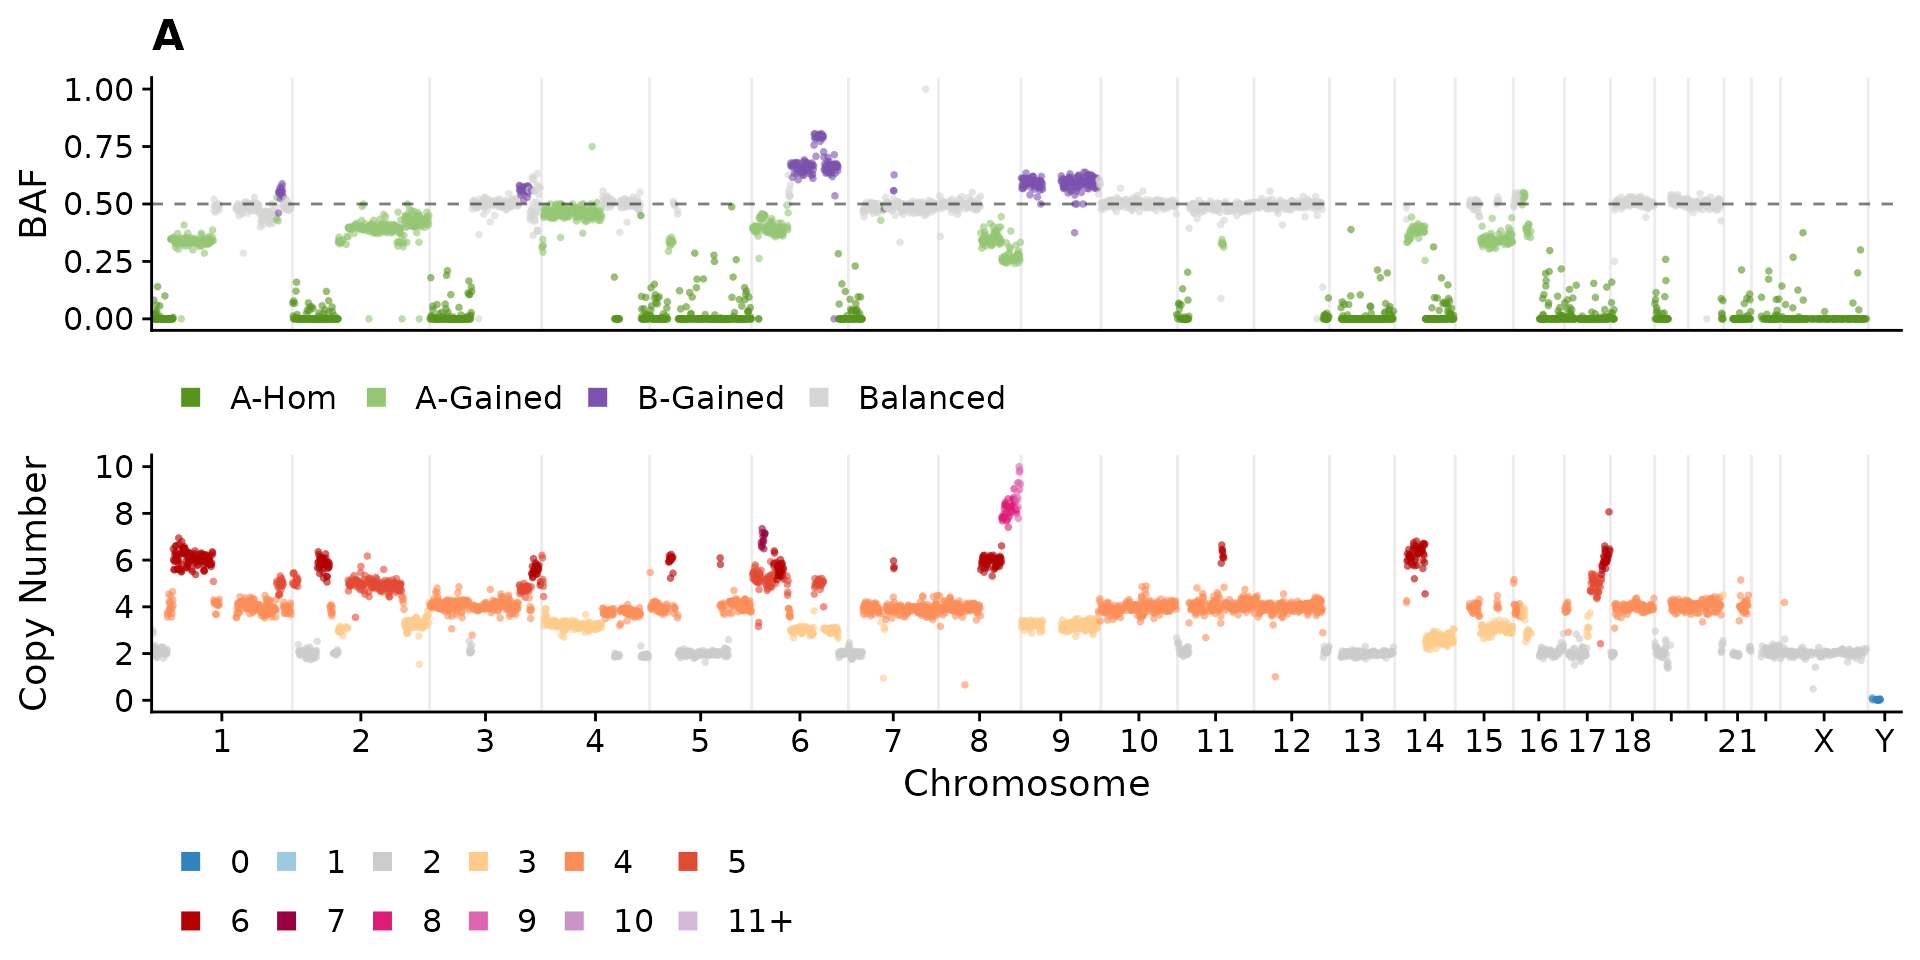 A
BAF
1.00
0.75
0.50
0.25
0.00
A-Hom A-Gained B-Gained Balanced
Copy Number
10
8
6
4
2
0
1 2 3 4 5 6 7 8 9 10 11 12 13 14 15 16 17 18 21 X Y
Chromosome
0 1 2 3 4 5
6 7 8 9 10 11+